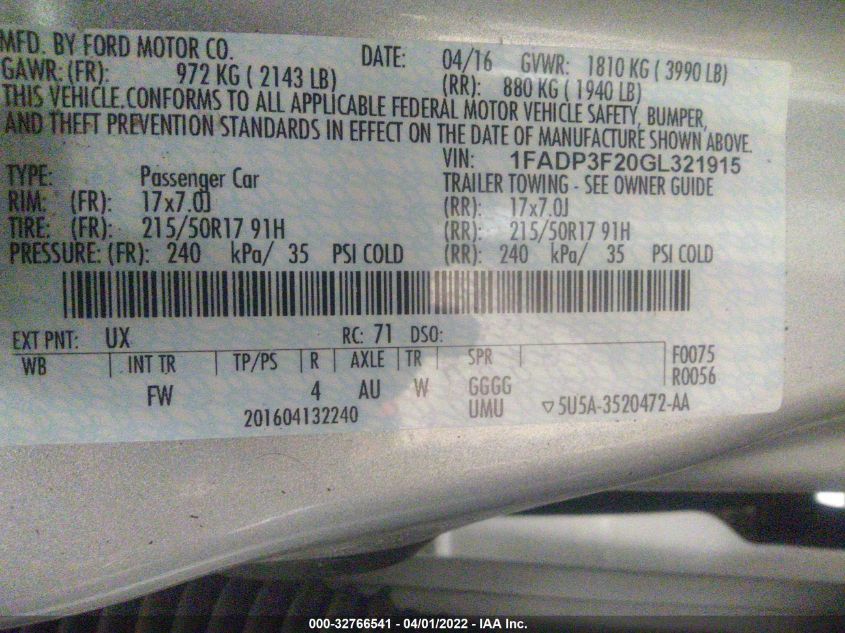 MFD. BY FORD MOTOR CO. DATE: 04/16 GVWR: 1810 KG ( 3990 LB)
GAWR: (FR): 972 KG ( 2143 LB) (RR): 880 KG ( 1940 LB)
THIS VEHICLE CONFORMS TO ALL APPLICABLE FEDERAL MOTOR VEHICLE SAFETY, BUMPER,
AND THEFT PREVENTION STANDARDS IN EFFECT ON THE DATE OF MANUFACTURE SHOWN ABOVE.
VIN: 1FADP3F20GL321915
TYPE: Passenger Car TRAILER TOWING - SEE OWNER GUIDE
RIM: (FR): 17x7.0J (RR): 17x7.0J
TIRE: (FR): 215/50R17 91H (RR): 215/50R17 91H
PRESSURE: (FR): 240 kPa/ 35 PSI COLD (RR): 240 kPa/ 35 PSI COLD
EXT PNT: UX RC: 71 DSO:
WB INT TR TP/PS R AXLE TR SPR F0075
FW 4 AU W GGGG R0056
201604132240 UMU ▽ 5U5A-3520472-AA
000-32766541 - 04/01/2022 - IAA Inc.